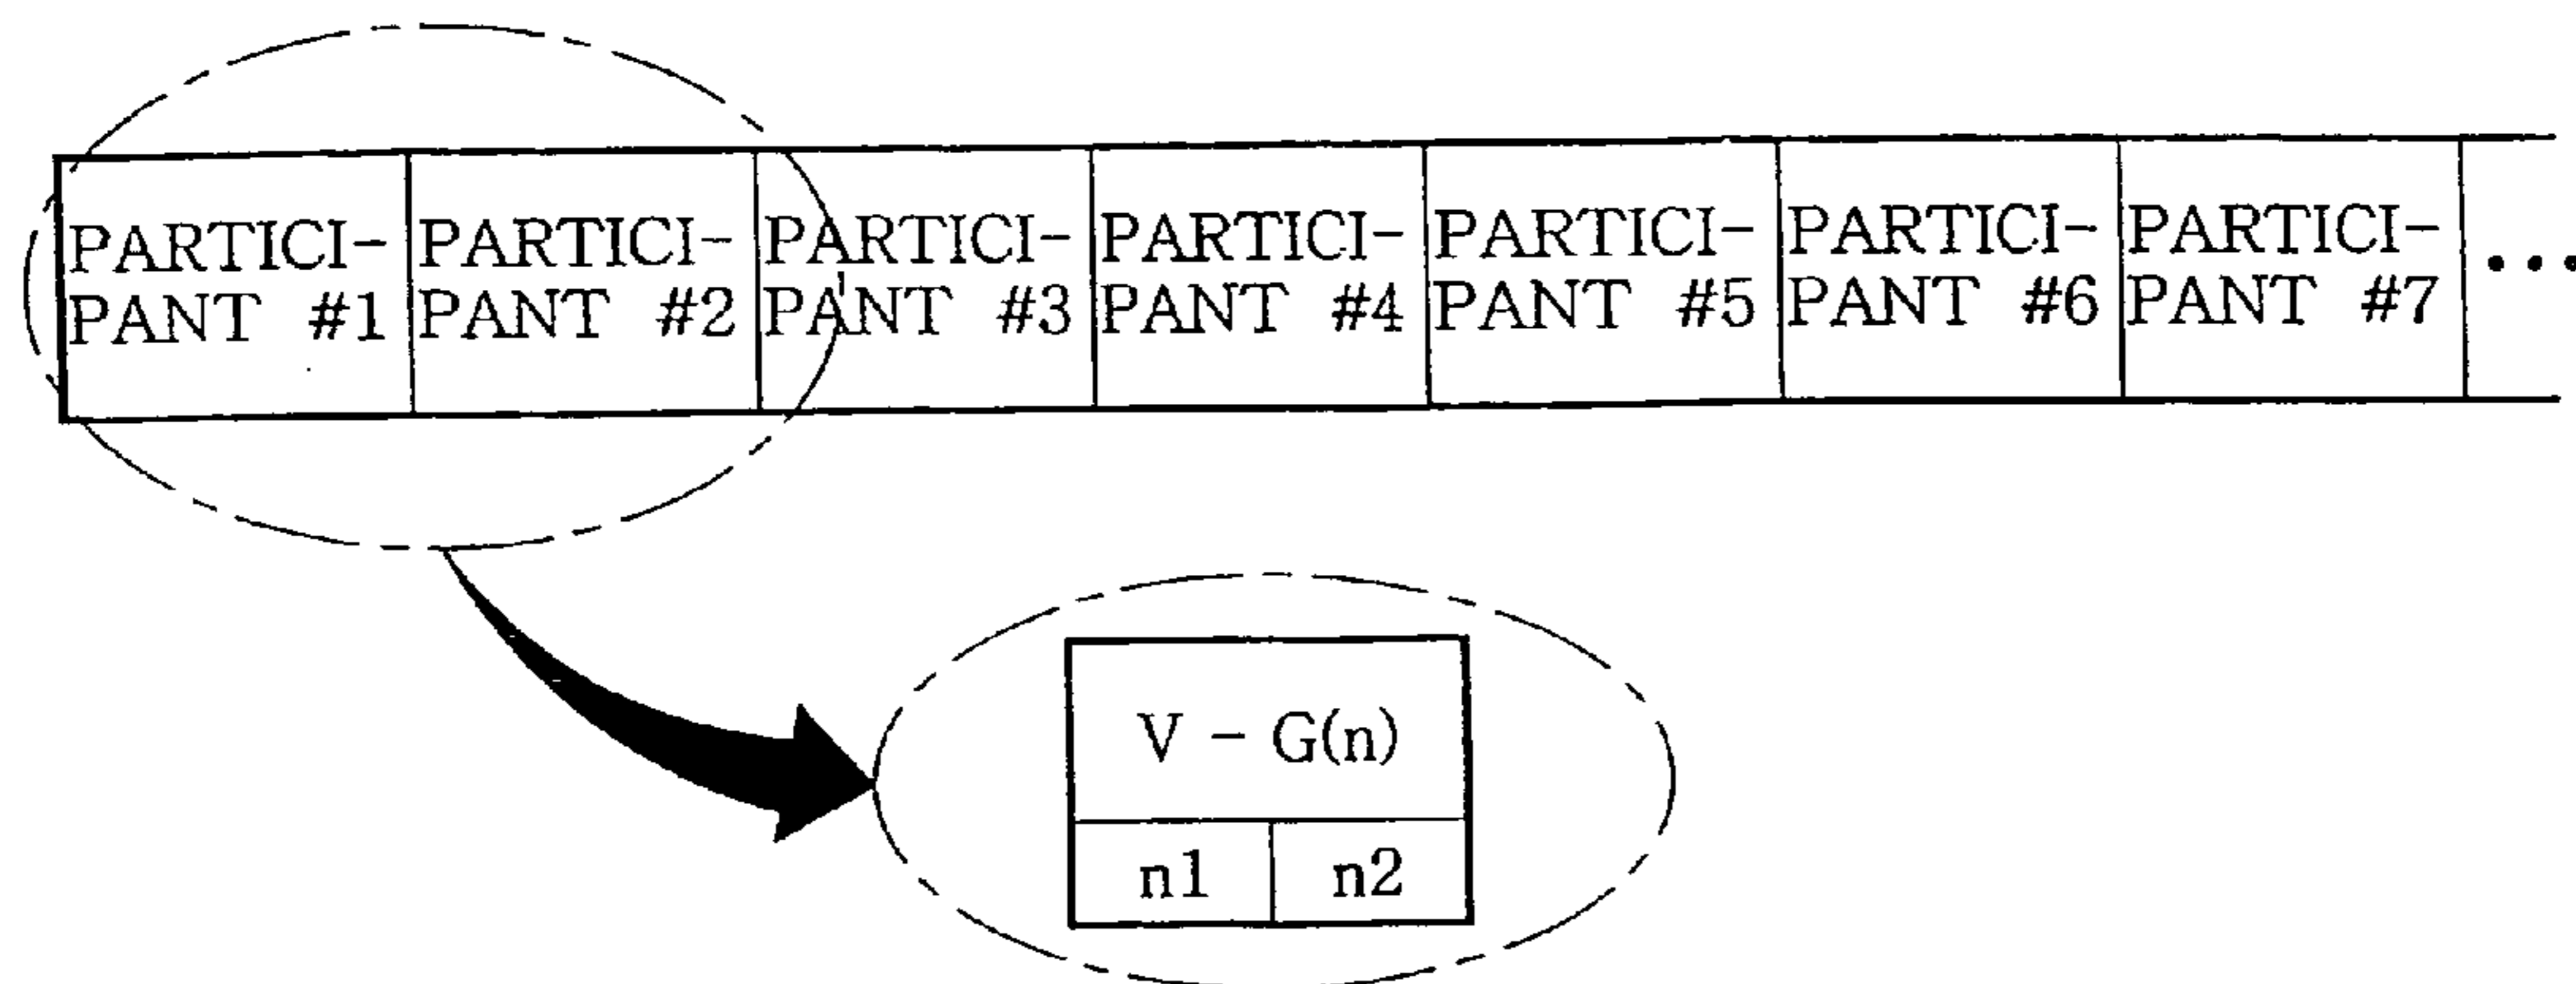 PARTICI-
PANT #1
PARTICI-
PANT #2
PARTICI-
PANT #3
PARTICI-
PANT #4
PARTICI-
PANT #5
PARTICI-
PANT #6
PARTICI-
PANT #7
...
V - G(n)
n1
n2